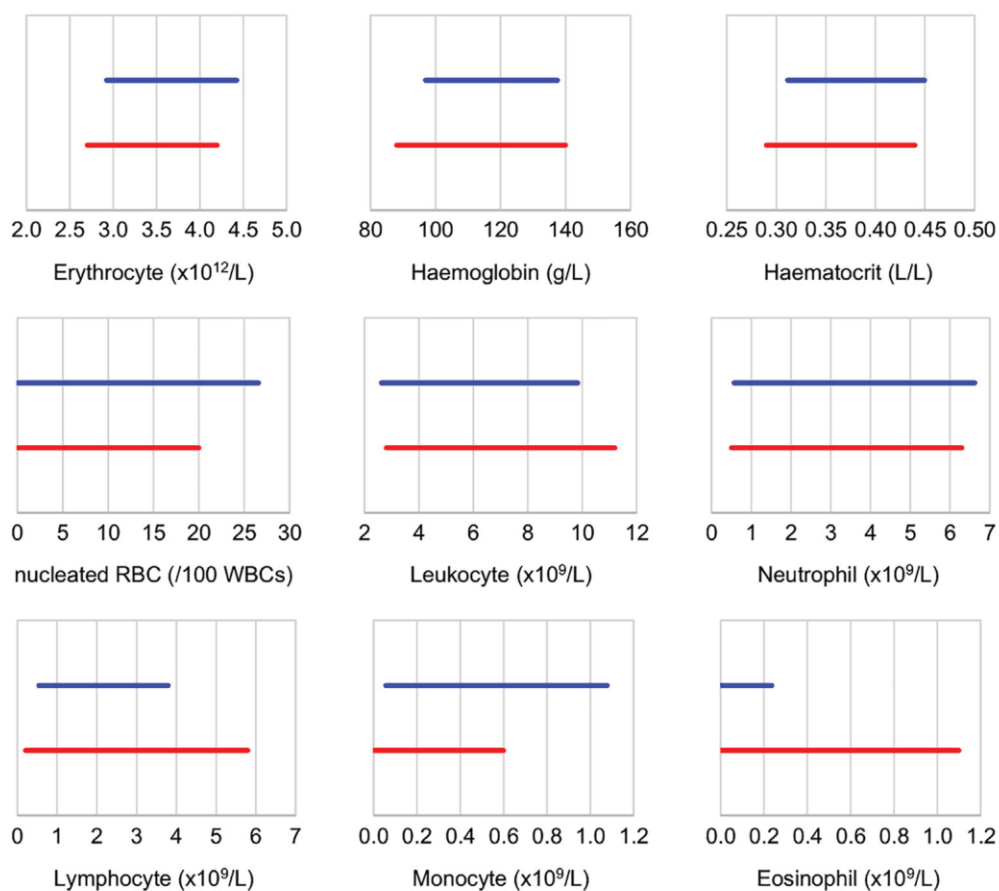 2.0 2.5 3.0 3.5 4.0 4.5 5.0
Erythrocyte (x10¹²/L)
80 100 120 140 160
Haemoglobin (g/L)
0.25 0.30 0.35 0.40 0.45 0.50
Haematocrit (L/L)
0 5 10 15 20 25 30
nucleated RBC (/100 WBCs)
2 4 6 8 10 12
Leukocyte (x10⁹/L)
0 1 2 3 4 5 6 7
Neutrophil (x10⁹/L)
0 1 2 3 4 5 6 7
Lymphocyte (x10⁹/L)
0.0 0.2 0.4 0.6 0.8 1.0 1.2
Monocyte (x10⁹/L)
0.0 0.2 0.4 0.6 0.8 1.0 1.2
Eosinophil (x10⁹/L)